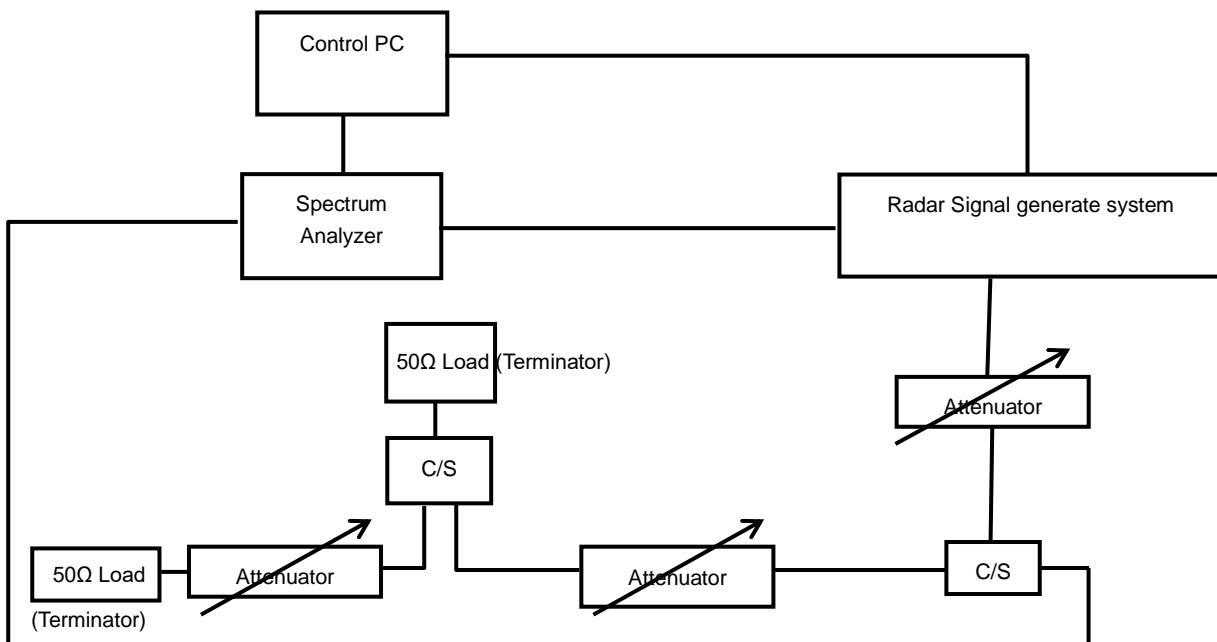 Control PC
Spectrum
Analyzer
Radar Signal generate system
50Ω Load (Terminator)
Attenuator
C/S
50Ω Load
(Terminator)
Attenuator
Attenuator
C/S